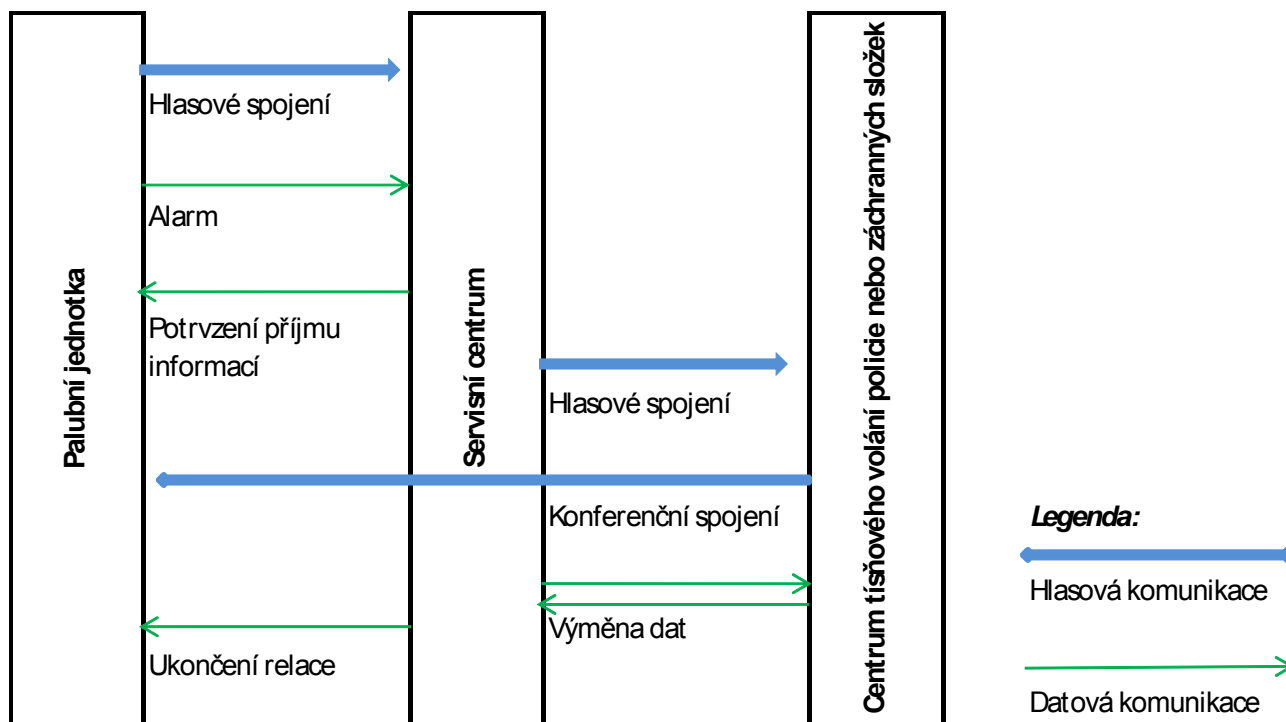 Palubní jednotka
Hlasové spojení
Alarm
Potrvzení příjmu
informací
Ukončení relace
Servisní centrum
Hlasové spojení
Konferenční spojení
Výměna dat
Centrum tísňového volání policie nebo záchranných složek
Legenda:
Hlasová komunikace
Datová komunikace